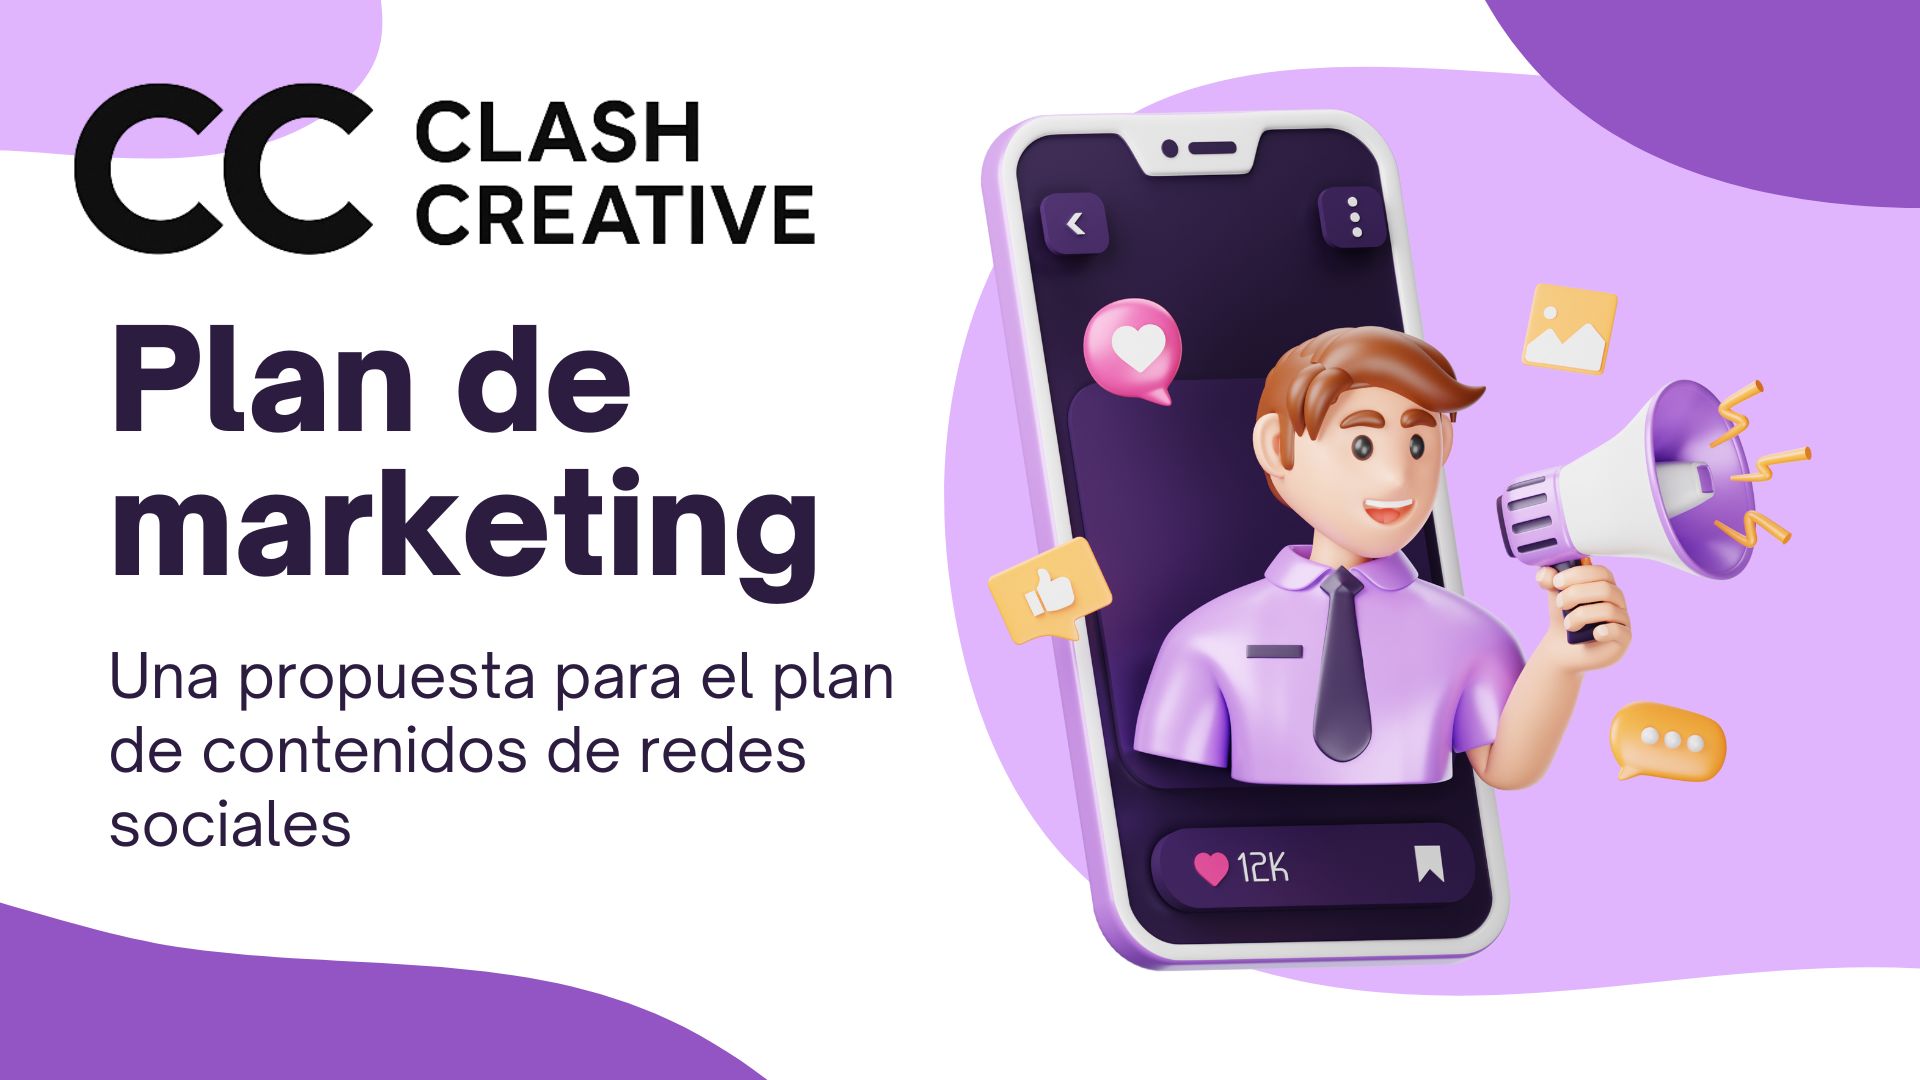 CC CLASH
CREATIVE
Plan de
marketing
Una propuesta para el plan
de contenidos de redes
sociales
12K